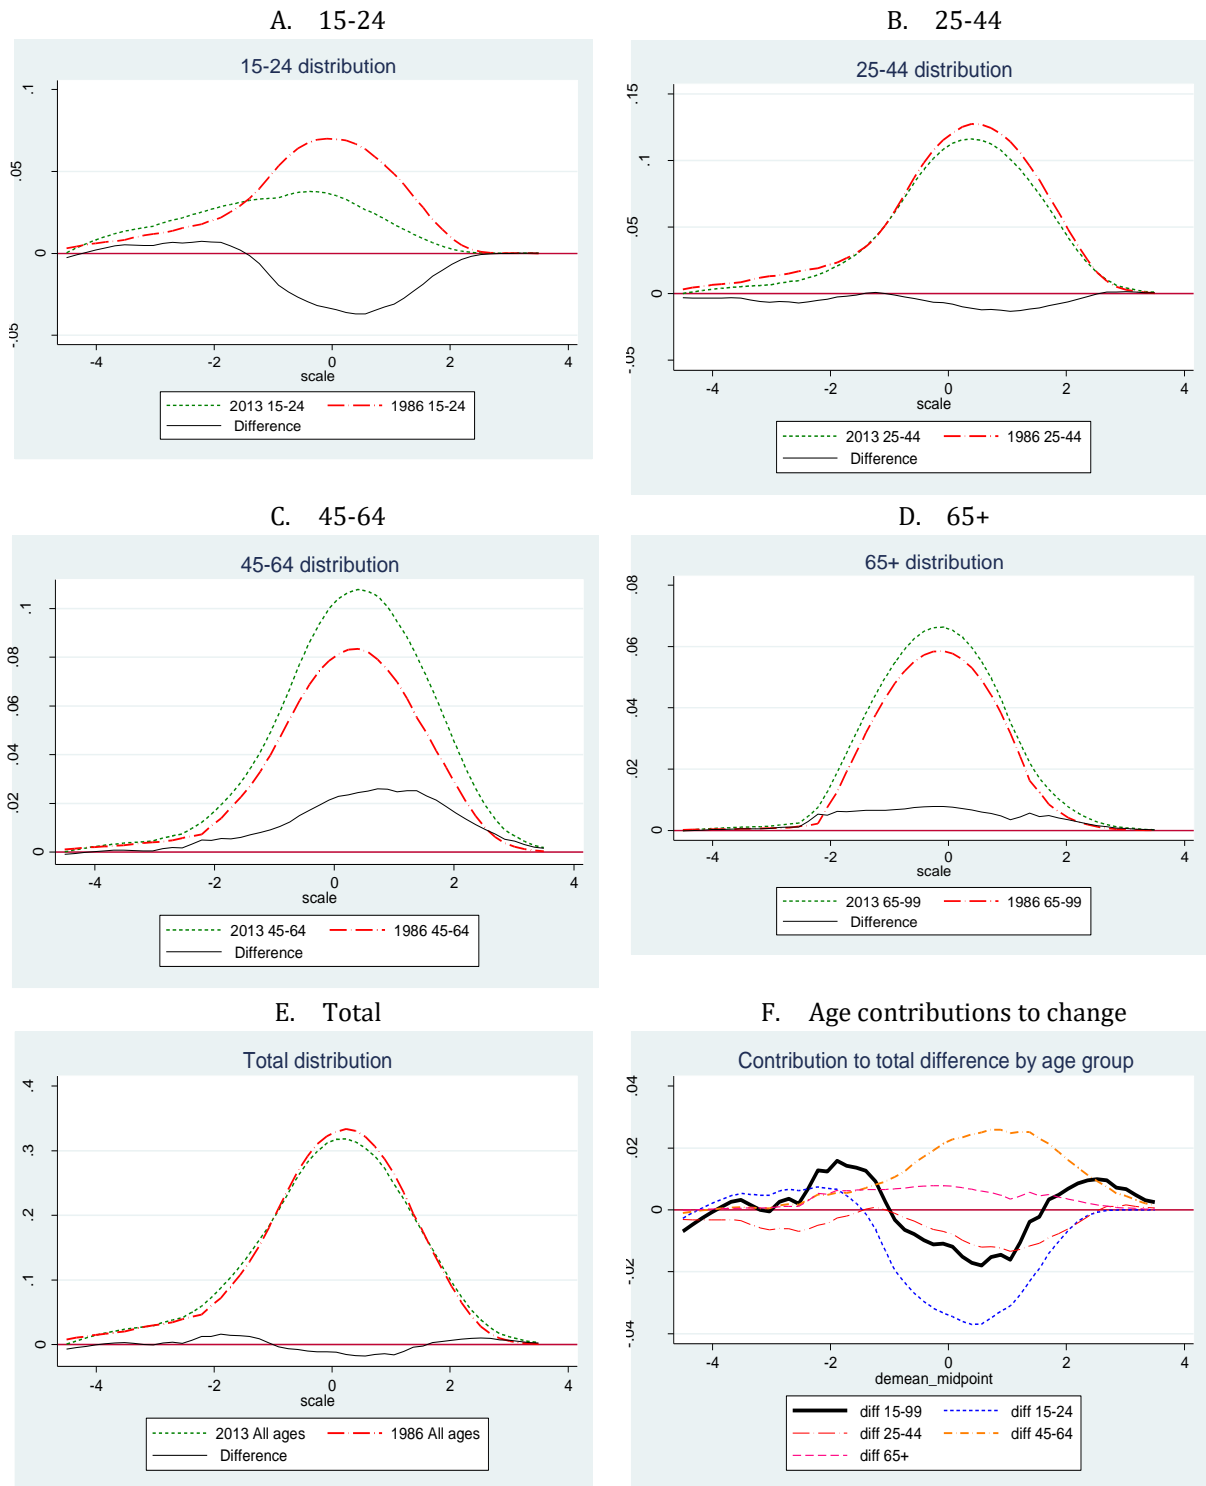 A. 15-24
15-24 distribution
.1
.05
0
-.05
-4 -2 0 2 4
scale
2013 15-24 1986 15-24
Difference
B. 25-44
25-44 distribution
.15
.1
.05
0
-.05
-4 -2 0 2 4
scale
2013 25-44 1986 25-44
Difference
C. 45-64
45-64 distribution
.1
.08
.06
.04
.02
0
-4 -2 0 2 4
scale
2013 45-64 1986 45-64
Difference
D. 65+
65+ distribution
.08
.06
.04
.02
0
-4 -2 0 2 4
scale
2013 65-99 1986 65-99
Difference
E. Total
Total distribution
.4
.3
.2
.1
0
-4 -2 0 2 4
scale
2013 All ages 1986 All ages
Difference
F. Age contributions to change
Contribution to total difference by age group
.04
.02
0
-.02
-.04
-4 -2 0 2 4
demean_midpoint
diff 15-99 diff 15-24
diff 25-44 diff 45-64
diff 65+